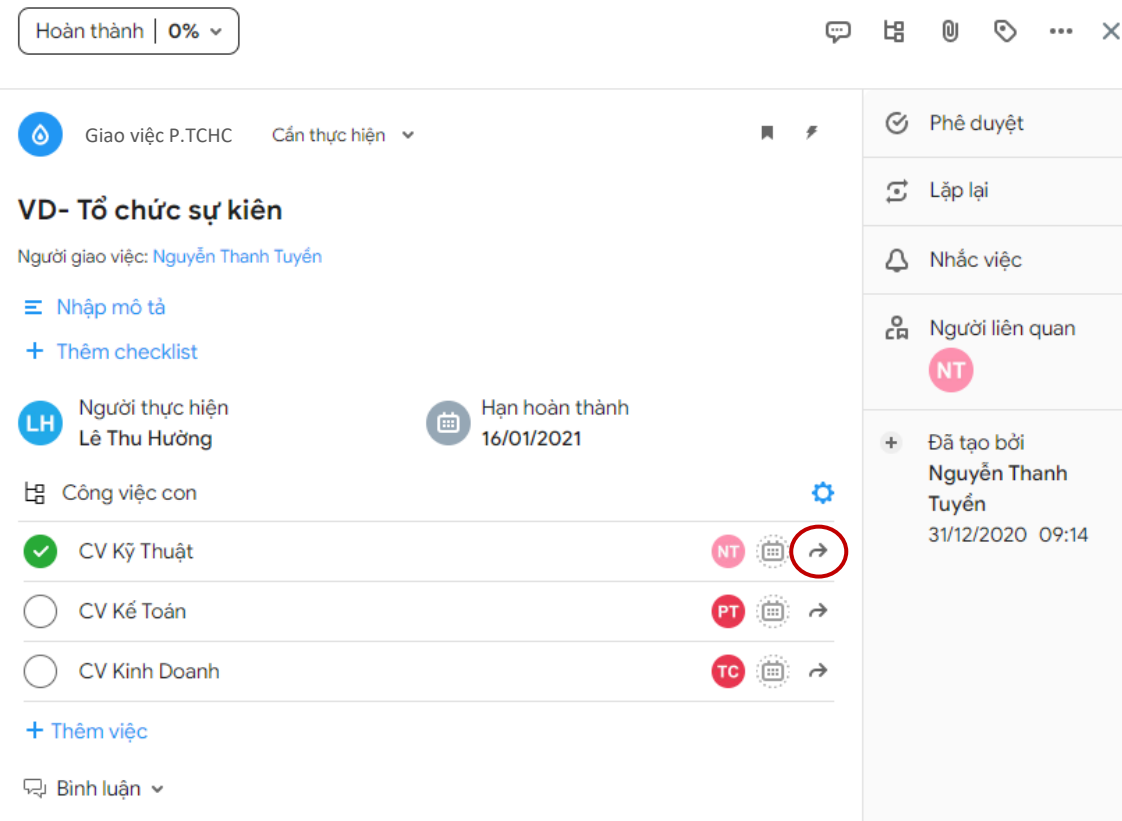 Hoàn thành | 0%
Giao việc P.TCHC Cần thực hiện
VD- Tổ chức sự kiên
Người giao việc: Nguyễn Thanh Tuyền
Nhập mô tả
+ Thêm checklist
LH
Người thực hiện
Lê Thu Hường
Hạn hoàn thành
16/01/2021
Công việc con
CV Kỹ Thuật NT
CV Kế Toán PT
CV Kinh Doanh TC
+ Thêm việc
Bình luận
Phê duyệt
Lặp lại
Nhắc việc
Người liên quan
NT
Đã tạo bởi
Nguyễn Thanh
Tuyền
31/12/2020 09:14